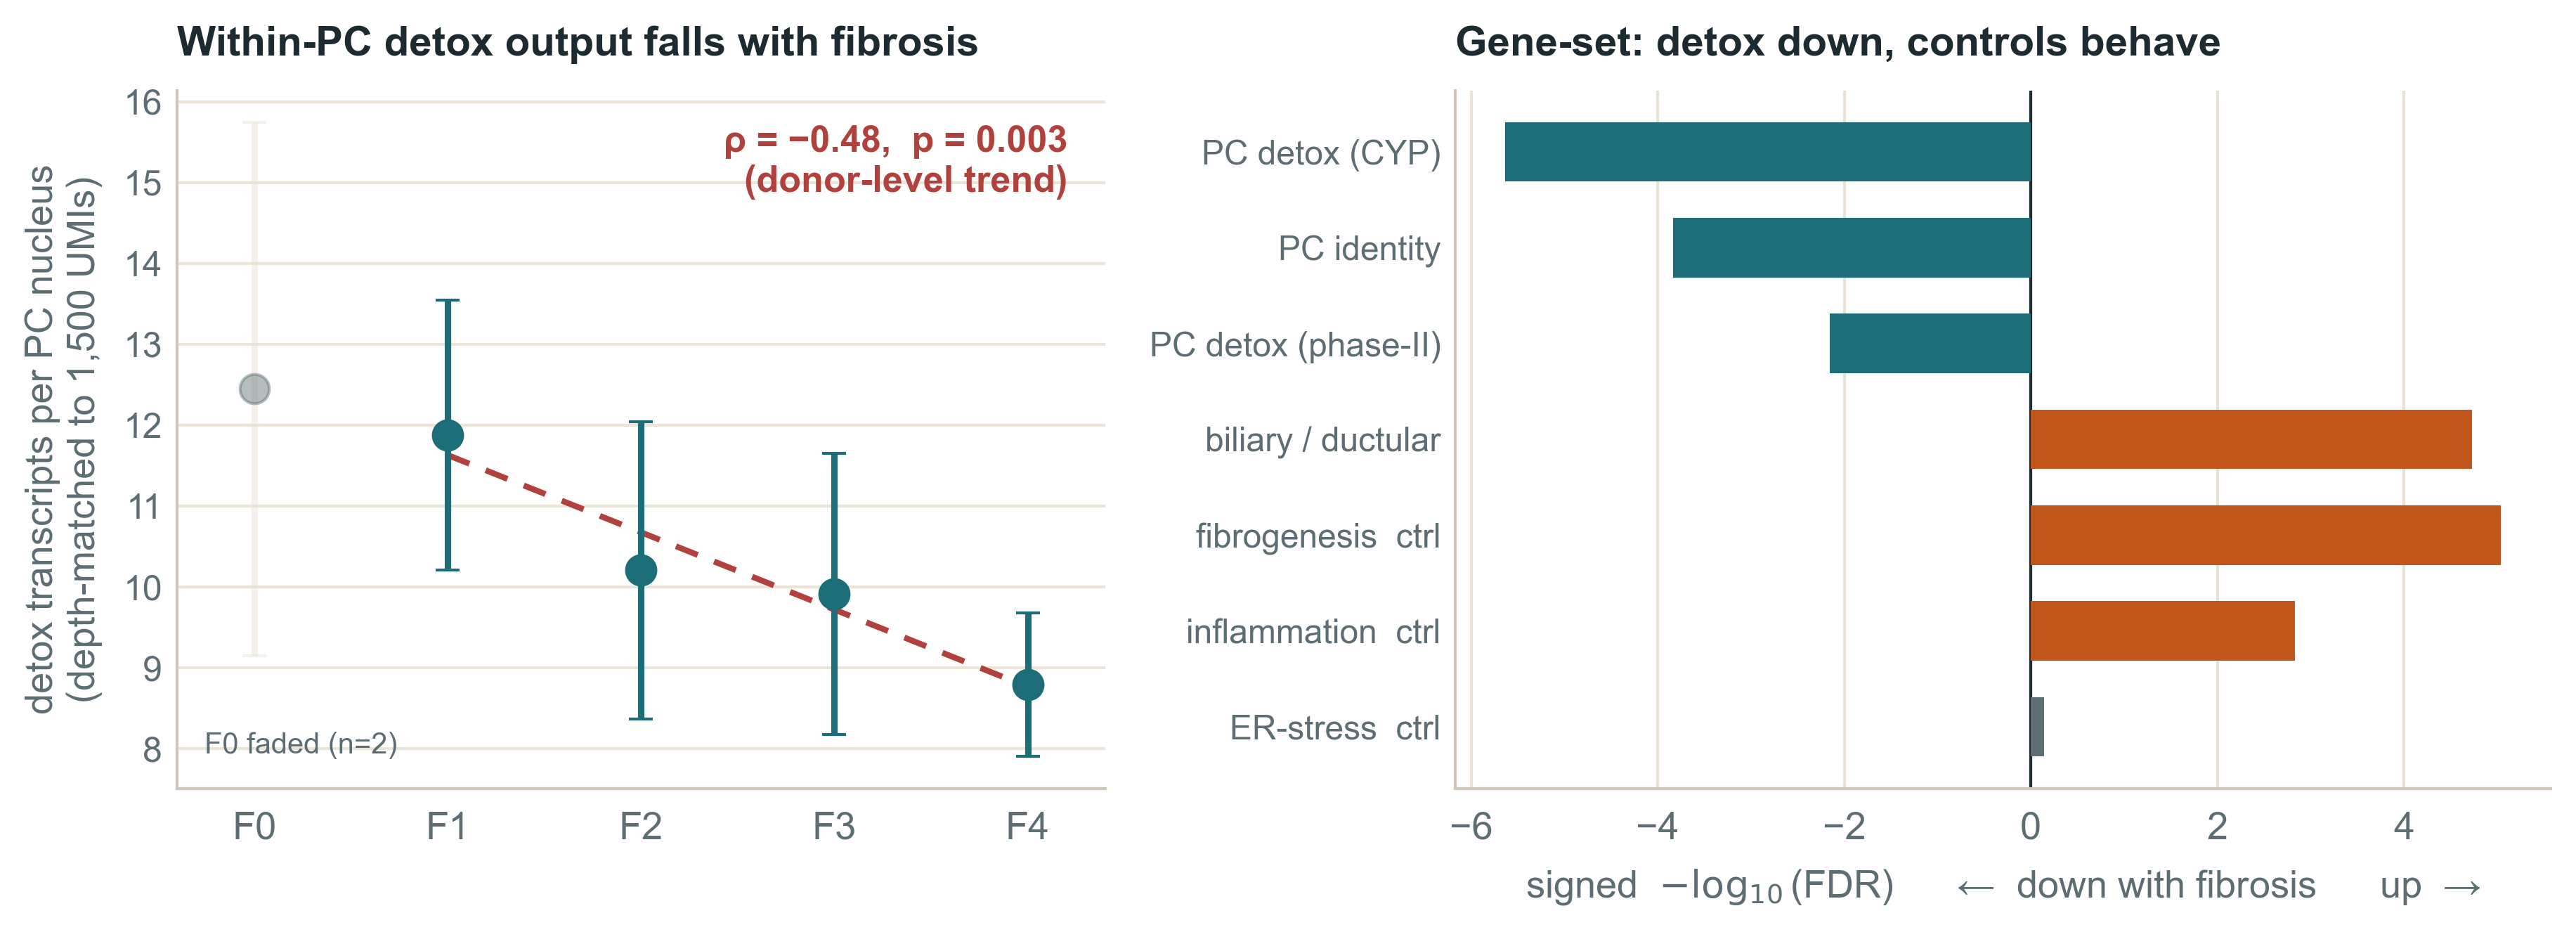 Within-PC detox output falls with fibrosis
detox transcripts per PC nucleus
(depth-matched to 1,500 UMIs)
16
15
14
13
12
11
10
9
8
ρ = −0.48, p = 0.003
(donor-level trend)
F0 faded (n=2)
F0
F1
F2
F3
F4
Gene-set: detox down, controls behave
PC detox (CYP)
PC identity
PC detox (phase-II)
biliary / ductular
fibrogenesis ctrl
inflammation ctrl
ER-stress ctrl
−6
−4
−2
0
2
4
signed −log₁₀(FDR) ← down with fibrosis up →